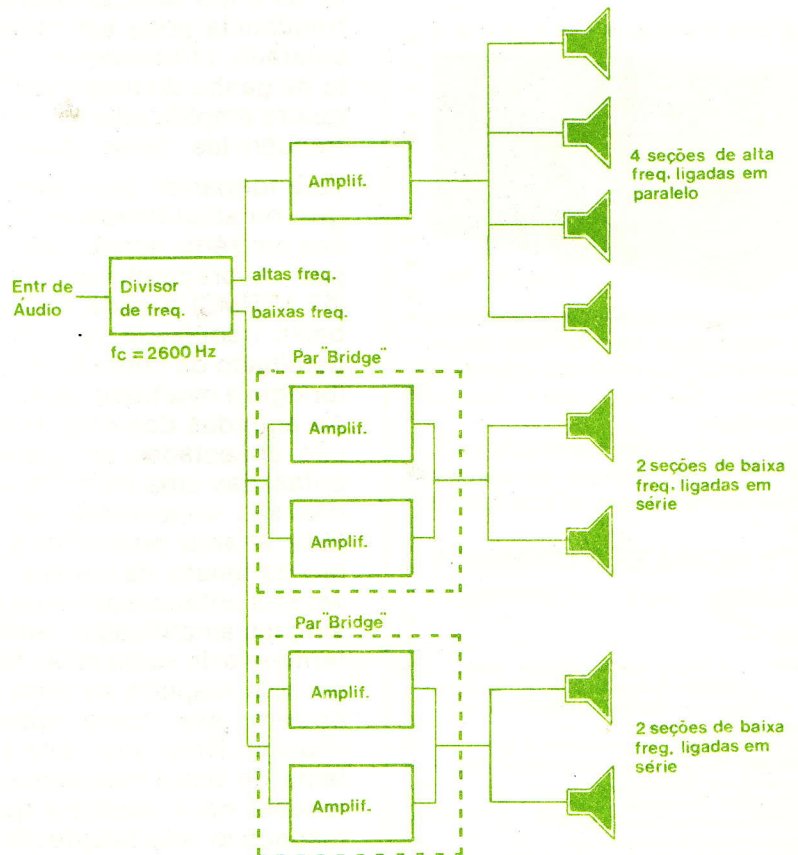 Amplif.
4 seções de alta
freq. ligadas em
paralelo
Entr de
Áudio
Divisor
de freq.
altas freq.
baixas freq.
fc = 2600 Hz
Par "Bridge"
Amplif.
Amplif.
2 seções de baixa
freq. ligadas em
série
Par "Bridge"
Amplif.
Amplif.
2 seções de baixa
freq. ligadas em
série